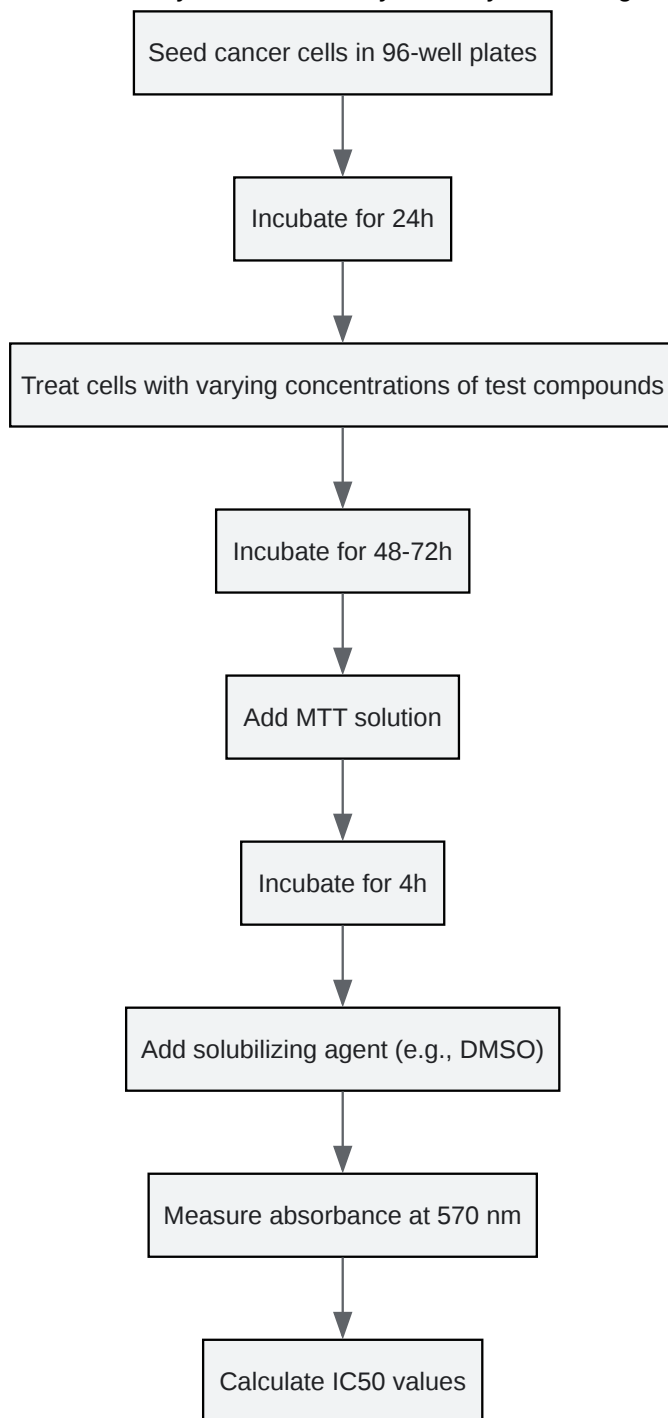 Seed cancer cells in 96-well plates
Incubate for 24h
Treat cells with varying concentrations of test compounds
Incubate for 48-72h
Add MTT solution
Incubate for 4h
Add solubilizing agent (e.g., DMSO)
Measure absorbance at 570 nm
Calculate IC50 values